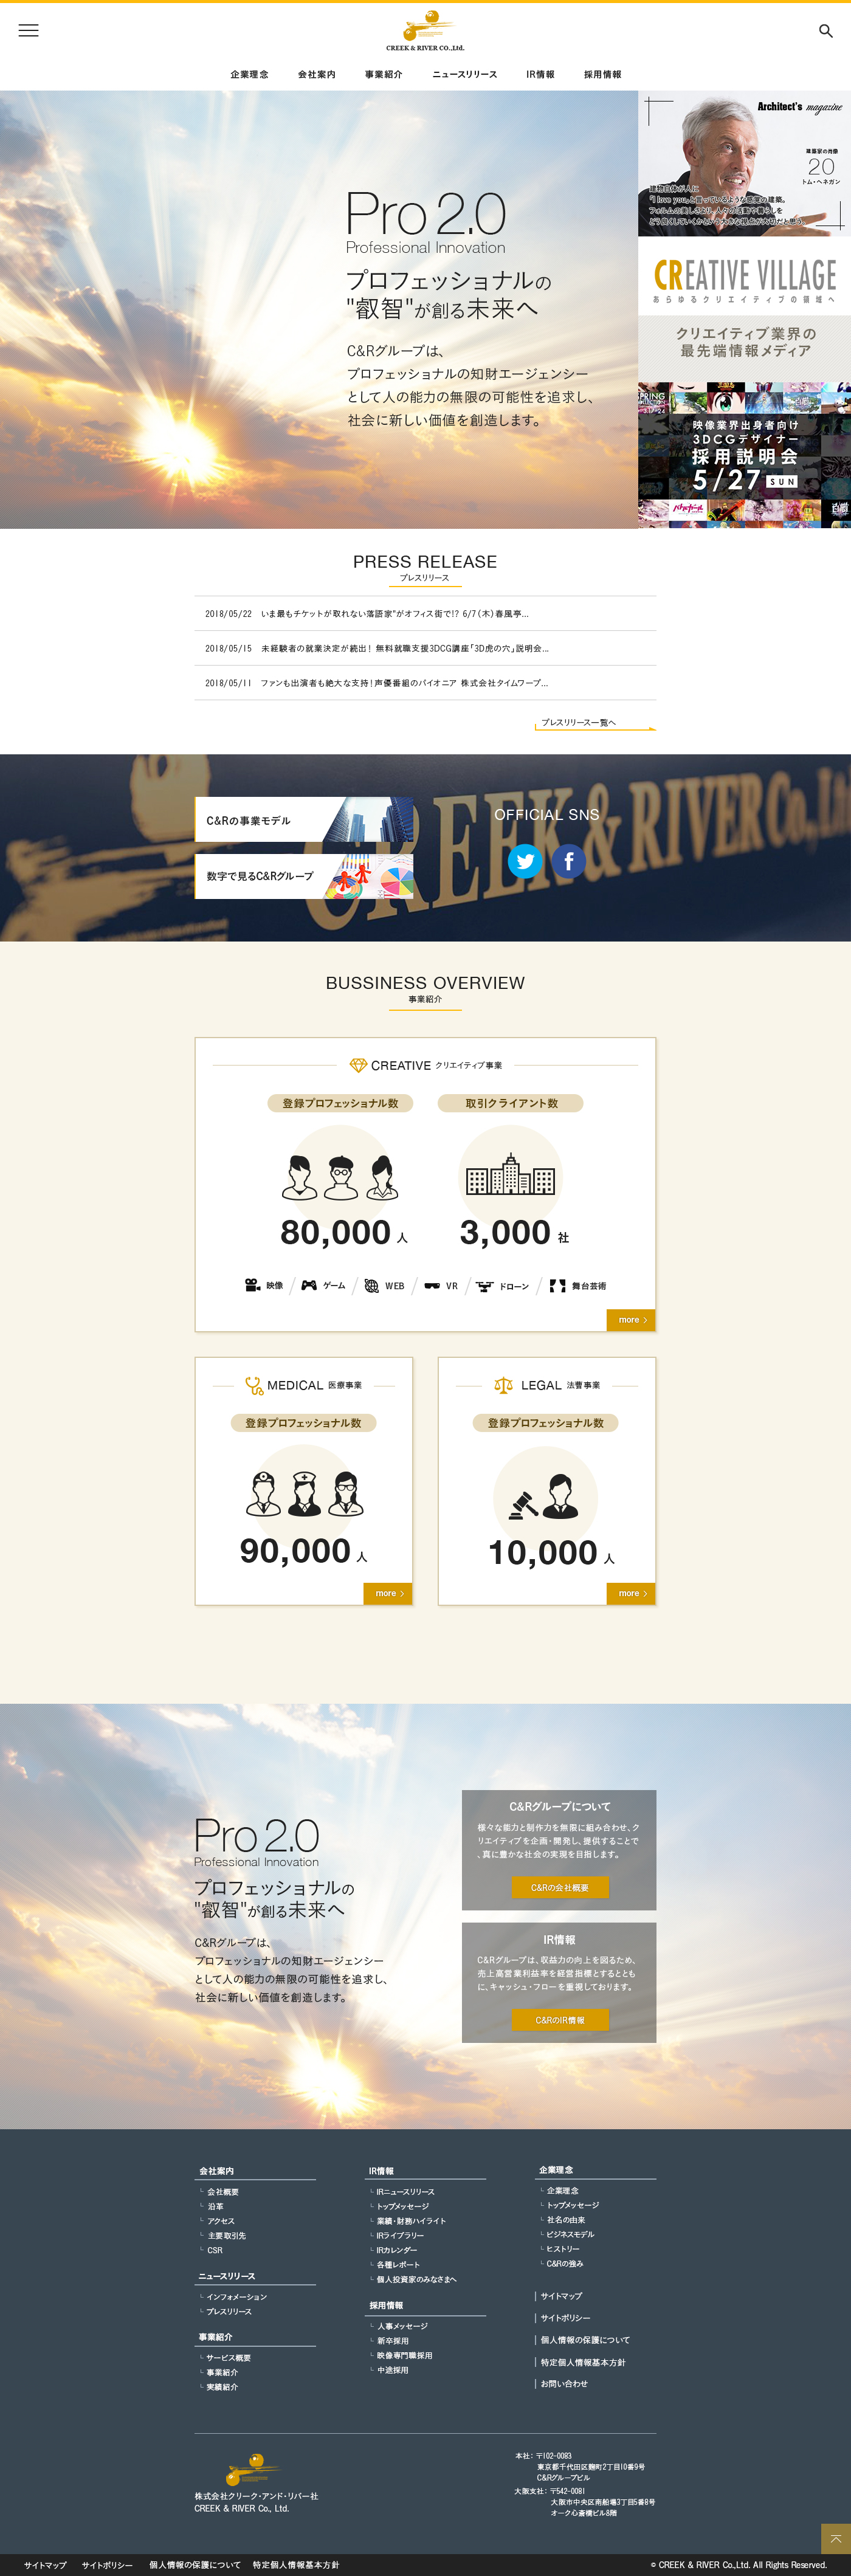 CREEK & RIVER CO.,Ltd.
企業理念 会社案内 事業紹介 ニュースリリース IR情報 採用情報
Pro 2.0
Professional Innovation
プロフェッショナルの
"叡智"が創る未来へ
C&Rグループは、
プロフェッショナルの知財エージェンシー
として人の能力の無限の可能性を追求し、
社会に新しい価値を創造します。
Architect's magazine
建築家の肖像
20
トム・ヘネガン
建物自体が人に
「I love you」と言っているような感覚の建築。
フォルムの美しさより、人々の活動や暮らしを
どう良くしていくかという大きな視点が大切だと思う。
CREATIVE VILLAGE
あらゆるクリエイティブの領域へ
クリエイティブ業界の
最先端情報メディア
映像業界出身者向け
3DCGデザイナー
採用説明会
5/27 SUN
PRESS RELEASE
プレスリリース
2018/05/22 いま最もチケットが取れない落語家"がオフィス街で!? 6/7（木）春風亭...
2018/05/15 未経験者の就業決定が続出！ 無料就職支援3DCG講座「3D虎の穴」説明会...
2018/05/11 ファンも出演者も絶大な支持！声優番組のパイオニア 株式会社タイムワープ...
プレスリリース一覧へ
C&Rの事業モデル
数字で見るC&Rグループ
OFFICIAL SNS
CREEK & RIVER CO
BUSSINESS OVERVIEW
事業紹介
CREATIVE クリエイティブ事業
登録プロフェッショナル数 取引クライアント数
80,000 人 3,000 社
映像 ゲーム WEB VR ドローン 舞台芸術
more
MEDICAL 医療事業
登録プロフェッショナル数
90,000 人
more
LEGAL 法曹事業
登録プロフェッショナル数
10,000 人
more
Pro 2.0
Professional Innovation
プロフェッショナルの
"叡智"が創る未来へ
C&Rグループは、
プロフェッショナルの知財エージェンシー
として人の能力の無限の可能性を追求し、
社会に新しい価値を創造します。
C&Rグループについて
様々な能力と制作力を無限に組み合わせ、ク
リエイティブを企画・開発し、提供することで
、真に豊かな社会の実現を目指します。
C&Rの会社概要
IR情報
C&Rグループは、収益力の向上を図るため、
売上高営業利益率を経営指標とするととも
に、キャッシュ・フローを重視しております。
C&RのIR情報
会社案内
会社概要
沿革
アクセス
主要取引先
CSR
ニュースリリース
インフォメーション
プレスリリース
事業紹介
サービス概要
事業紹介
実績紹介
IR情報
IRニュースリリース
トップメッセージ
業績・財務ハイライト
IRライブラリー
IRカレンダー
各種レポート
個人投資家のみなさまへ
採用情報
人事メッセージ
新卒採用
映像専門職採用
中途採用
企業理念
企業理念
トップメッセージ
社名の由来
ビジネスモデル
ヒストリー
C&Rの強み
サイトマップ
サイトポリシー
個人情報の保護について
特定個人情報基本方針
お問い合わせ
株式会社クリーク・アンド・リバー社
CREEK & RIVER Co., Ltd.
本社：〒102-0083
東京都千代田区麹町2丁目10番9号
C&Rグループビル
大阪支社：〒542-0081
大阪市中央区南船場3丁目5番8号
オーク心斎橋ビル8階
サイトマップ サイトポリシー 個人情報の保護について 特定個人情報基本方針
© CREEK & RIVER Co.,Ltd. All Rights Reserved.